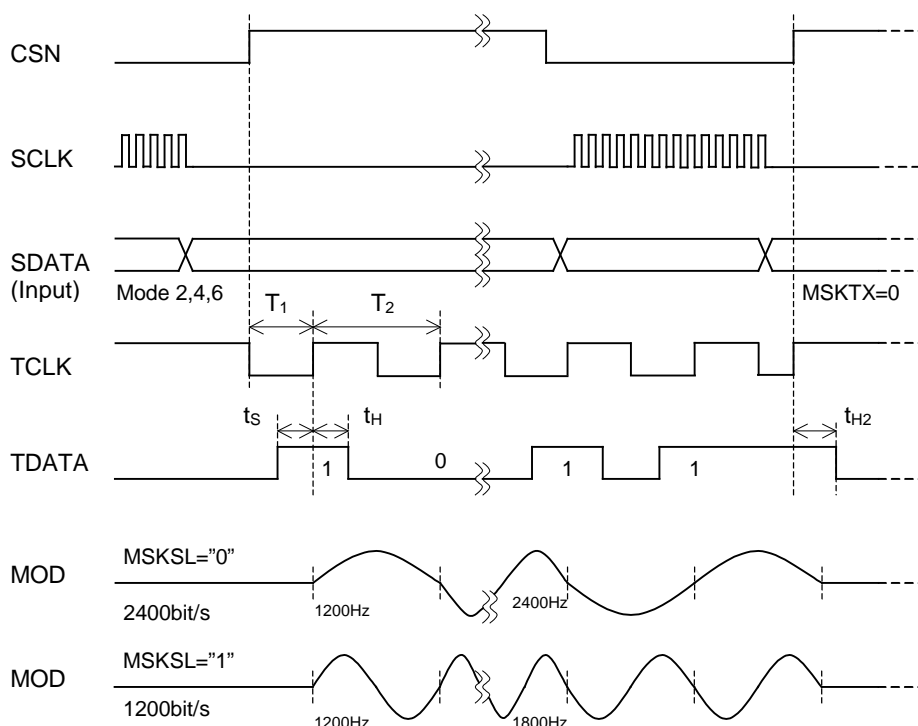 CSN
SCLK
SDATA
(Input)
Mode 2,4,6
MSKTX=0
T1
T2
TCLK
tS
tH
tH2
TDATA
1
0
1
1
MOD
MSKSL=”0”
2400bit/s
1200Hz
2400Hz
MOD
MSKSL=”1”
1200bit/s
1200Hz
1800Hz